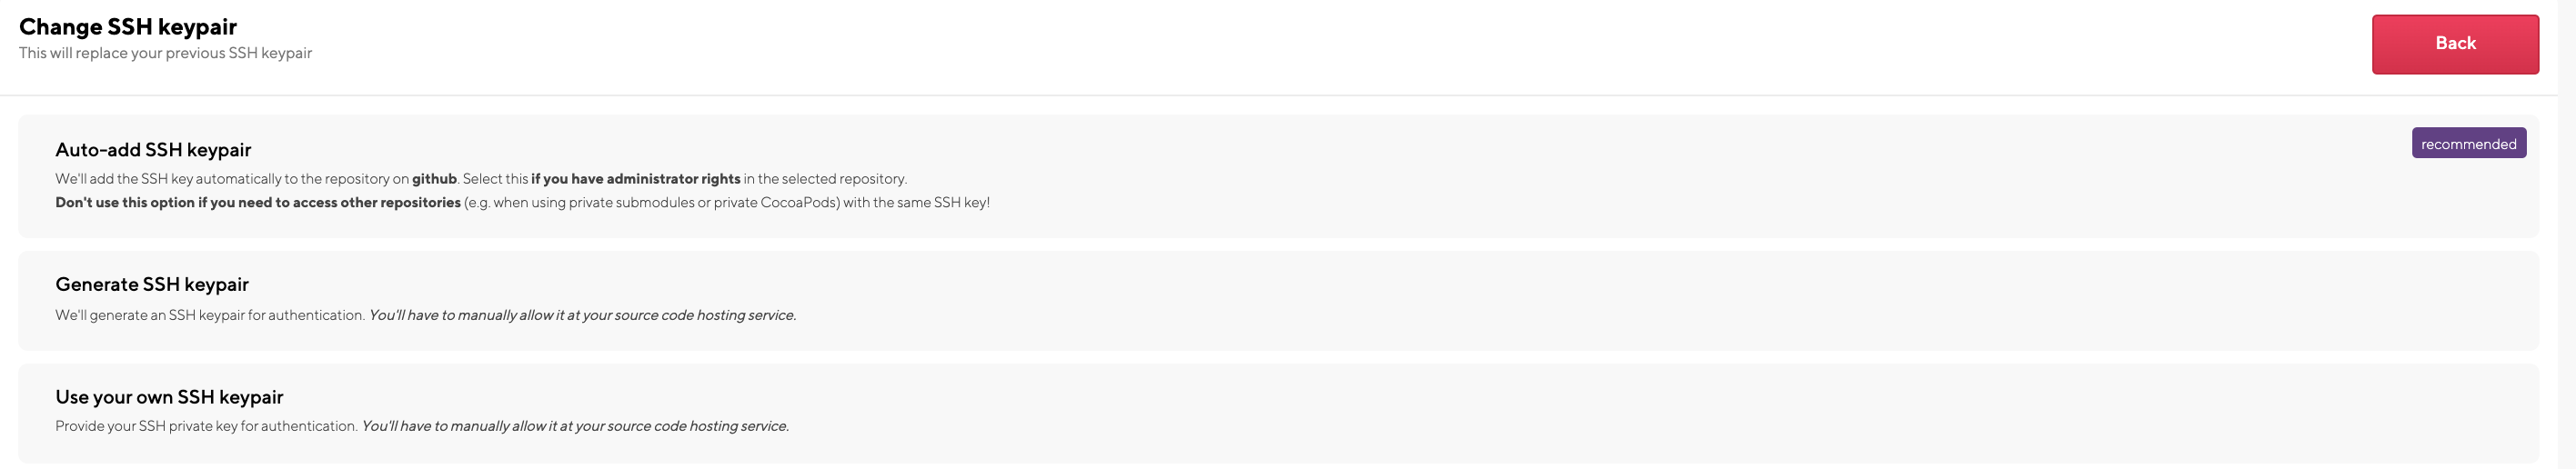 Change SSH keypair
This will replace your previous SSH keypair
Back
Auto-add SSH keypair
recommended
We'll add the SSH key automatically to the repository on github. Select this if you have administrator rights in the selected repository.
Don't use this option if you need to access other repositories (e.g. when using private submodules or private CocoaPods) with the same SSH key!
Generate SSH keypair
We'll generate an SSH keypair for authentication. You'll have to manually allow it at your source code hosting service.
Use your own SSH keypair
Provide your SSH private key for authentication. You'll have to manually allow it at your source code hosting service.